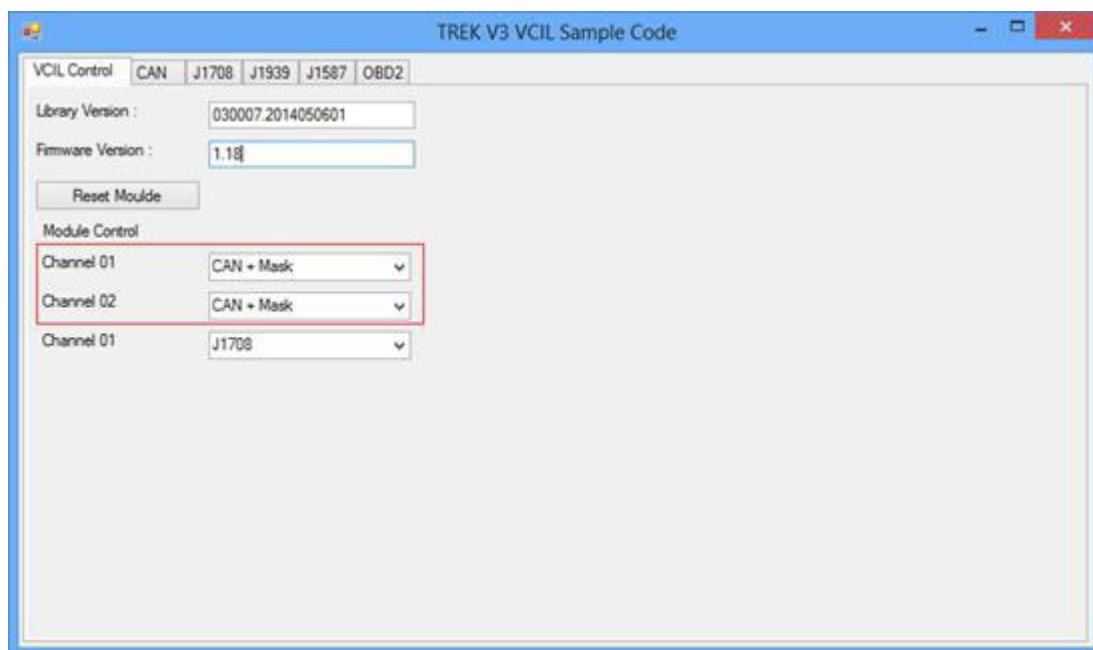 TREK V3 VCIL Sample Code
VCIL Control CAN J1708 J1939 J1587 OBD2
Library Version : 030007.2014050601
Firmware Version : 1.18
Reset Moulde
Module Control
Channel 01 CAN + Mask
Channel 02 CAN + Mask
Channel 01 J1708